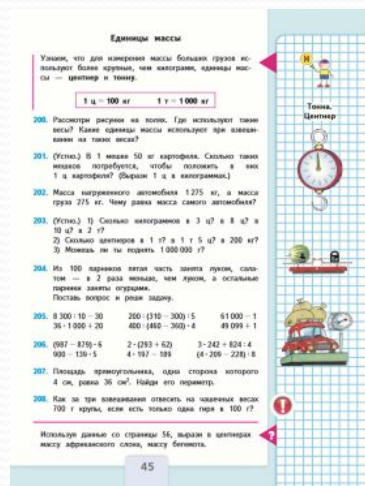 Единицы массы
Узнаем, что для измерения массы больших грузов ис-
пользуют более крупные, чем килограмм, единицы мас-
сы — центнер и тонну.
1 ц = 100 кг 1 т = 1 000 кг
200. Рассмотри рисунки на полях. Где используют такие
весы? Какие единицы массы используют при взвеши-
вании на таких весах?
201. (Устно.) В 1 мешке 50 кг картофеля. Сколько таких
мешков потребуется, чтобы положить в них
1 ц картофеля? (Вырази 1 ц в килограммах.)
202. Масса нагруженного автомобиля 1 275 кг, а масса
груза 275 кг. Чему равна масса самого автомобиля?
203. (Устно.) 1) Сколько килограммов в 3 ц? в 8 ц? в
10 ц? в 2 т?
2) Сколько центнеров в 1 т? в 1 т 5 ц? в 200 кг?
3) Можешь ли ты поднять 1 000 000 г?
204. Из 100 парников пятая часть занята луком, сала-
том — в 2 раза меньше, чем луком, а остальные
парники заняты огурцами.
Поставь вопрос и реши задачу.
205. 8 300 : 10 − 30 200 : (310 − 300) : 5 61 000 − 1
36 · 1 000 + 20 400 : (460 − 360) · 4 49 099 + 1
206. (987 − 879) · 6 2 · (293 + 62) 3 · 242 + 824 : 4
900 − 139 · 5 4 · 197 − 189 (4 · 209 − 228) : 8
207. Площадь прямоугольника, одна сторона которого
4 см, равна 36 см². Найди его периметр.
208. Как за три взвешивания отвесить на чашечных весах
700 г крупы, если есть только одна гиря в 100 г?
Используя данные со страницы 56, вырази в центнерах
массу африканского слона, массу бегемота.
?
45
И
Тонна.
Центнер
!